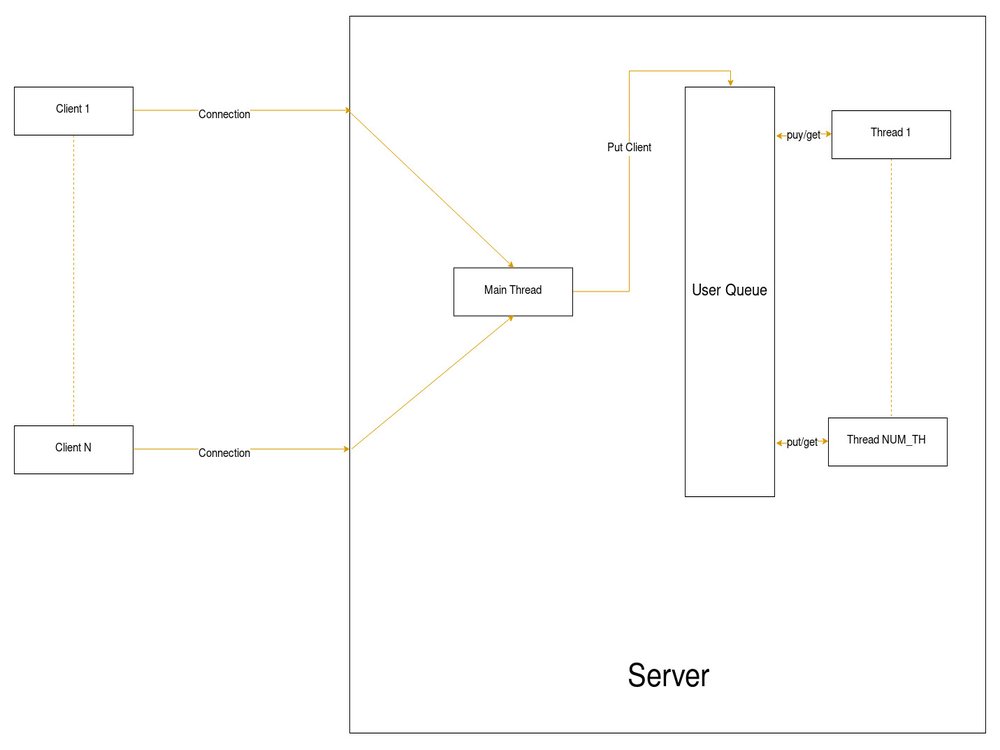 Client 1
Connection
Put Client
puy/get
Thread 1
Main Thread
User Queue
Client N
Connection
put/get
Thread NUM_TH
Server